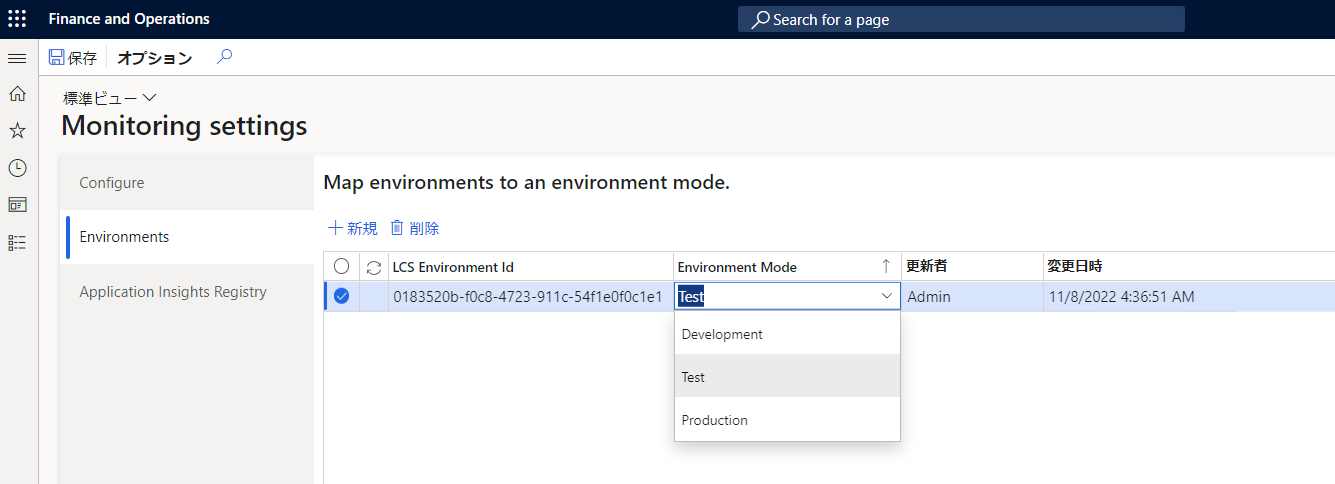 Finance and Operations
Search for a page
保存 オプション
標準ビュー
Monitoring settings
Configure
Environments
Application Insights Registry
Map environments to an environment mode.
新規 削除
LCS Environment Id Environment Mode 更新者 変更日時
0183520b-f0c8-4723-911c-54f1e0f0c1e1 Test Admin 11/8/2022 4:36:51 AM
Development
Test
Production